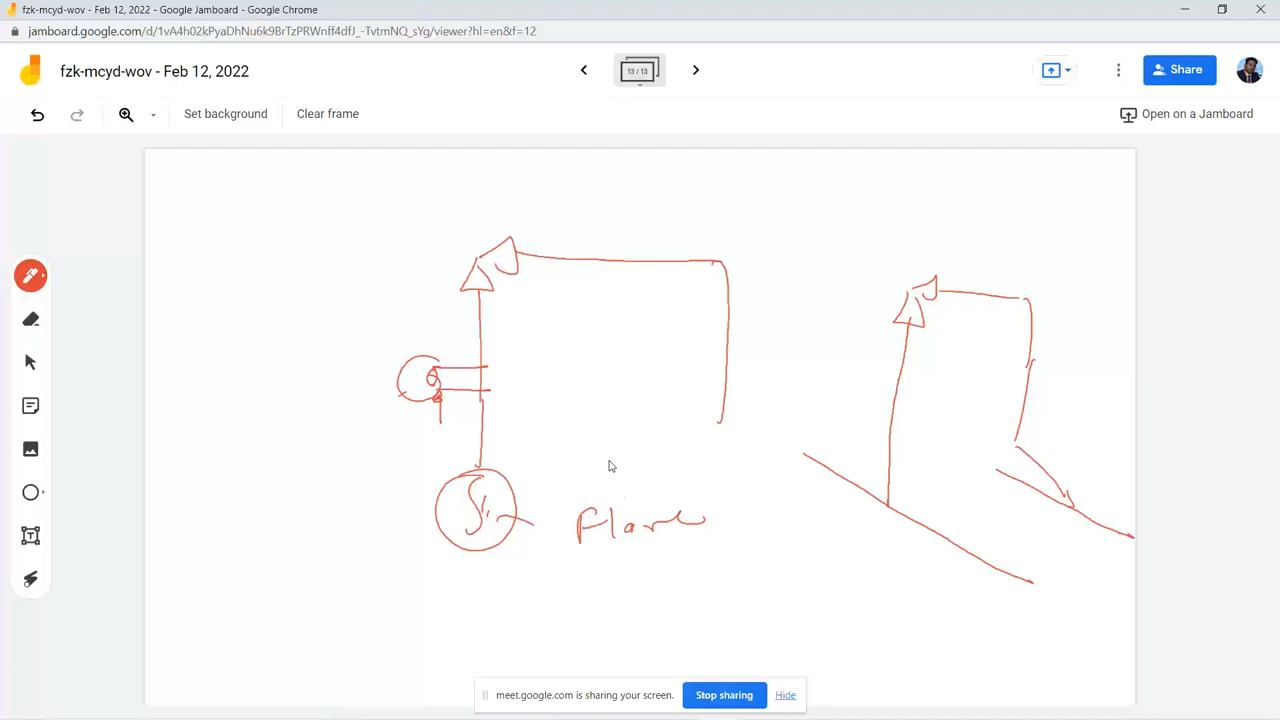 fzk-mcyd-wov - Feb 12, 2022 - Google Jamboard - Google Chrome
jamboard.google.com/d/1vA4h02kPyaDhNu6k9BrTzPRWnff4dfJ_-TvtmNQ_sYg/viewer?hl=en&f=12
fzk-mcyd-wov - Feb 12, 2022
13 / 13
Share
Set background
Clear frame
Open on a Jamboard
Flare
meet.google.com is sharing your screen.
Stop sharing
Hide